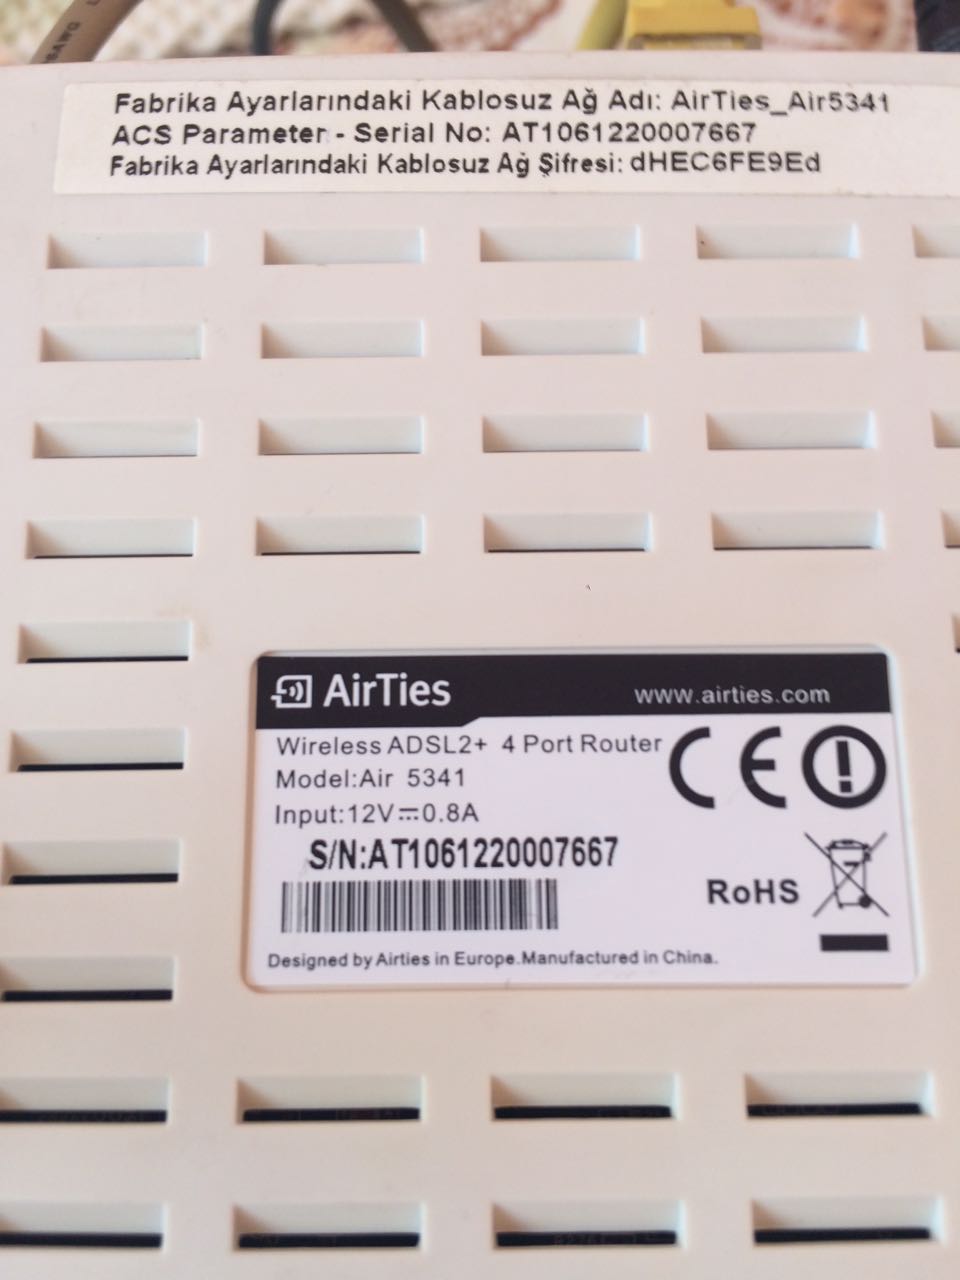 Fabrika Ayarlarındaki Kablosuz Ağ Adı: AirTies_Air5341
ACS Parameter - Serial No: AT1061220007667
Fabrika Ayarlarındaki Kablosuz Ağ Şifresi: dHEC6FE9Ed
AirTies www.airties.com
Wireless ADSL2+ 4 Port Router
Model:Air 5341
Input:12V⎓0.8A
S/N:AT1061220007667
CE
RoHS
Designed by Airties in Europe.Manufactured in China.